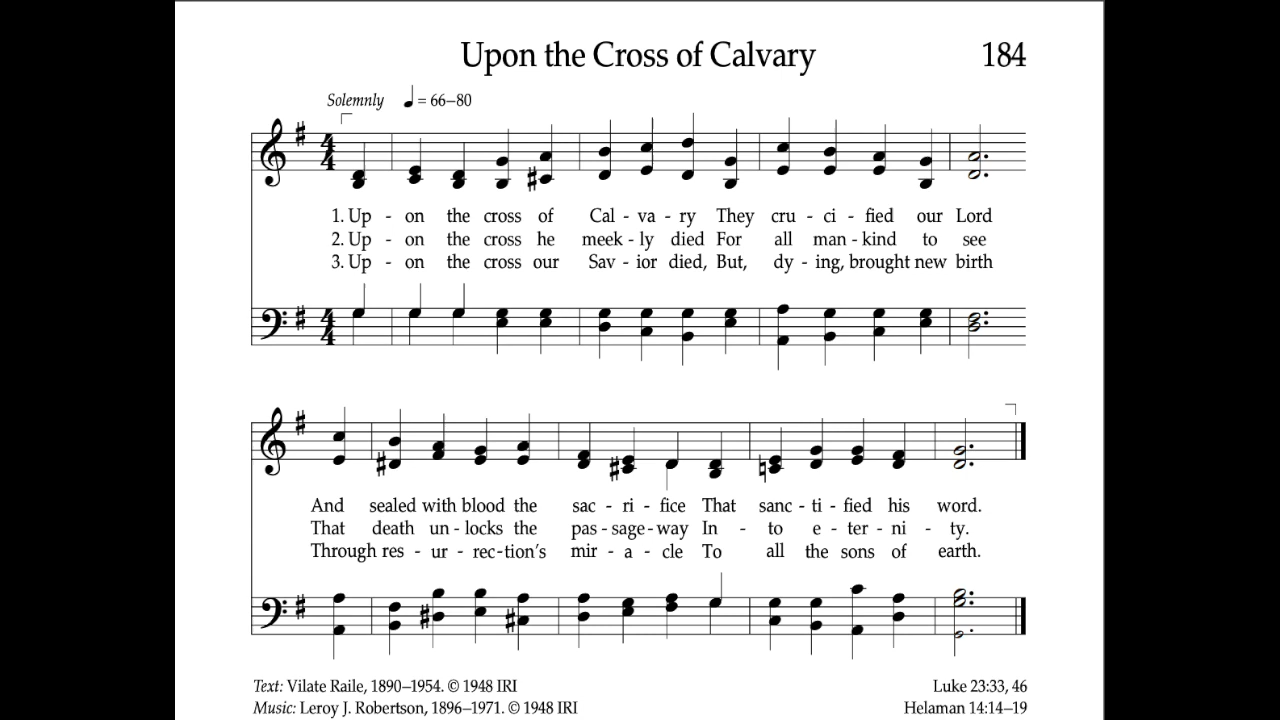 Upon the Cross of Calvary 184
Solemnly ♩ = 66–80
1. Up - on the cross of Cal - va - ry They cru - ci - fied our Lord
2. Up - on the cross he meek - ly died For all man - kind to see
3. Up - on the cross our Sav - ior died, But, dy - ing, brought new birth
And sealed with blood the sac - ri - fice That sanc - ti - fied his word.
That death un - locks the pas - sage - way In - to e - ter - ni - ty.
Through res - ur - rec - tion's mir - a - cle To all the sons of earth.
Text: Vilate Raile, 1890–1954. © 1948 IRI
Music: Leroy J. Robertson, 1896–1971. © 1948 IRI
Luke 23:33, 46
Helaman 14:14–19